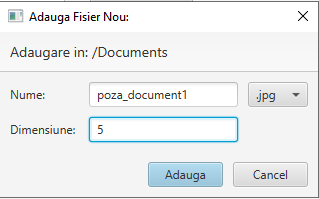 Adauga Fisier Nou:
Adaugare in: /Documents
Nume: poza_document1 .jpg
Dimensiune: 5
Adauga Cancel